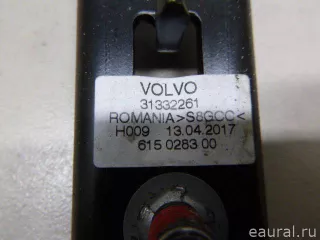 VOLVO
31332261
ROMANIA>S8GCC<
H009 13.04.2017
615 0283 00
eaural.ru